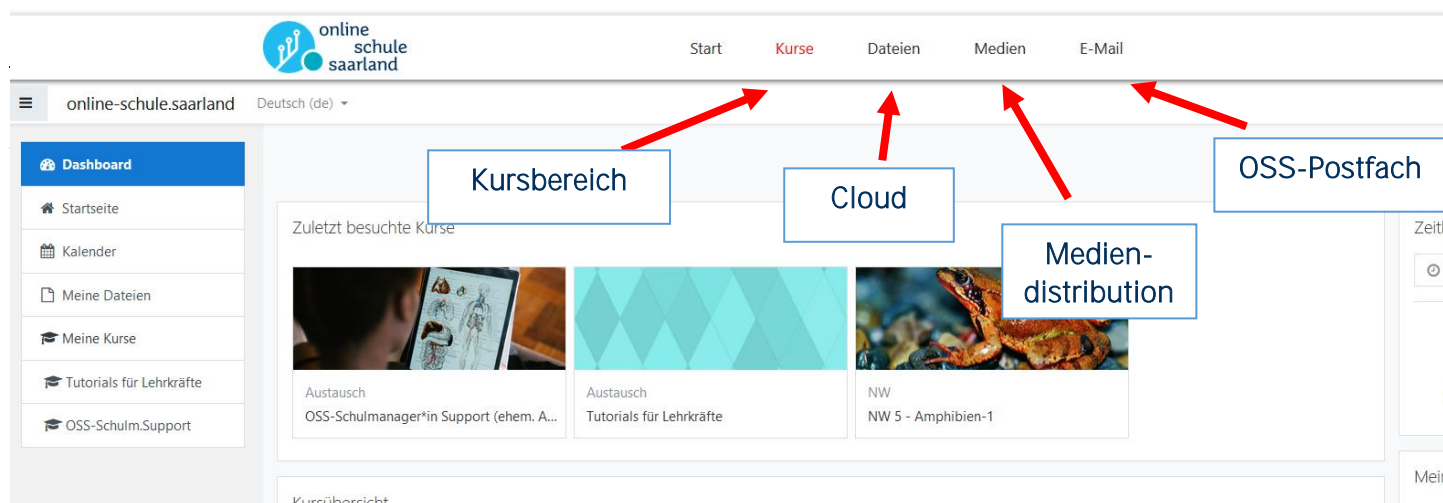 online
schule
saarland
Start Kurse Dateien Medien E-Mail
online-schule.saarland Deutsch (de)
Dashboard
Startseite
Kalender
Meine Dateien
Meine Kurse
Tutorials für Lehrkräfte
OSS-Schulm.Support
Kursbereich
Cloud
Medien-
distribution
OSS-Postfach
Zuletzt besuchte Kurse
Austausch
OSS-Schulmanager*in Support (ehem. A...
Austausch
Tutorials für Lehrkräfte
NW
NW 5 - Amphibien-1
Kursübersicht